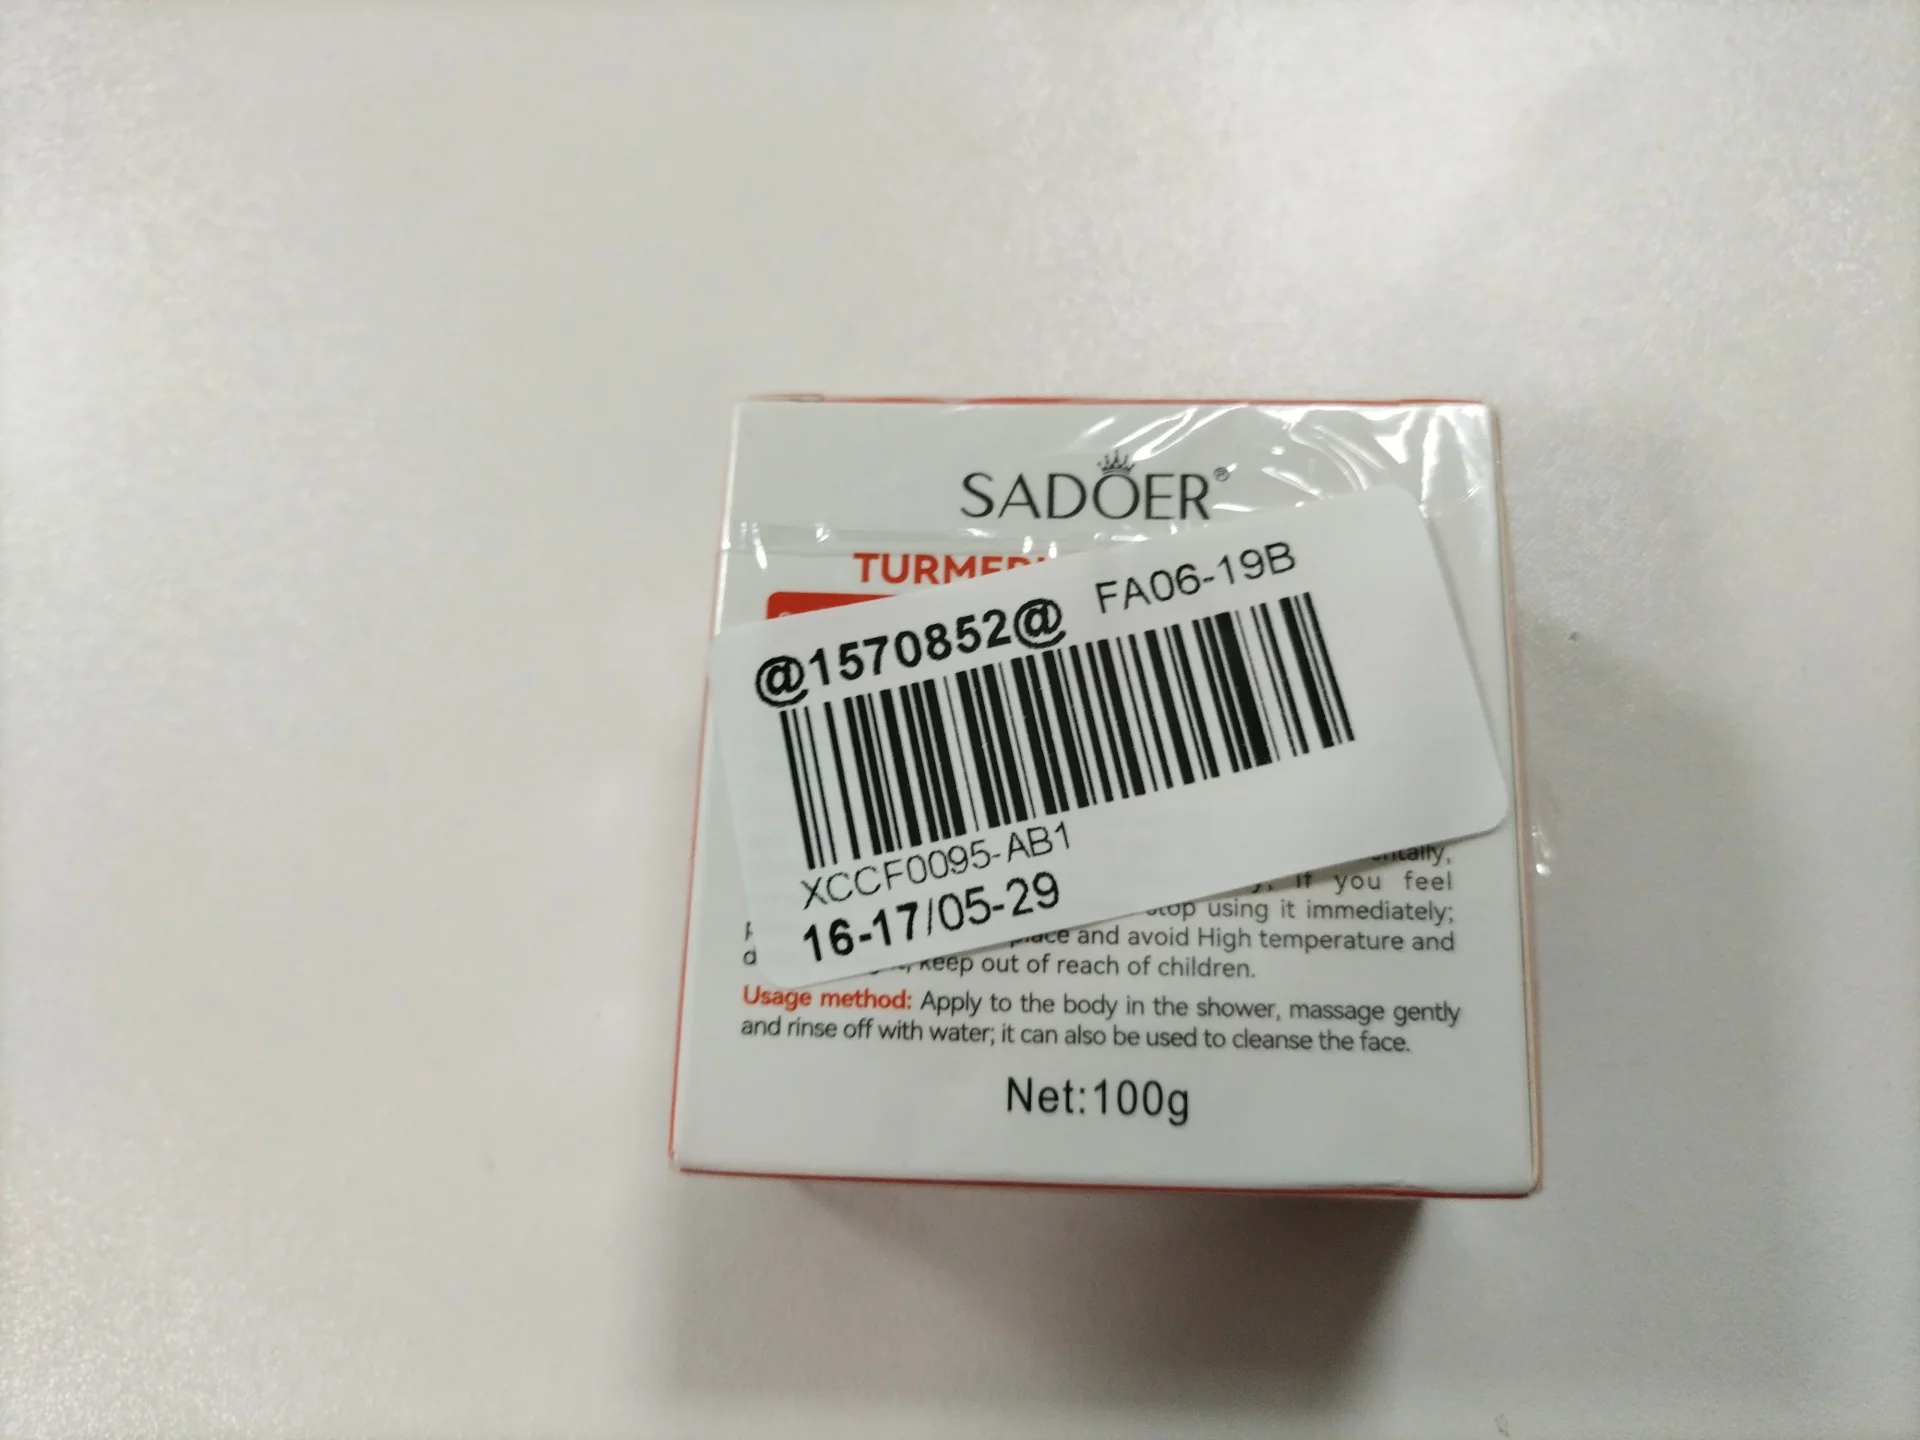 SADOER®
@1570852@ FA06-19B
XCCF0095-AB1
16-17/05-29
you feel
using it immediately;
and avoid High temperature and
keep out of reach of children.
Usage method: Apply to the body in the shower, massage gently
and rinse off with water; it can also be used to cleanse the face.
Net:100g